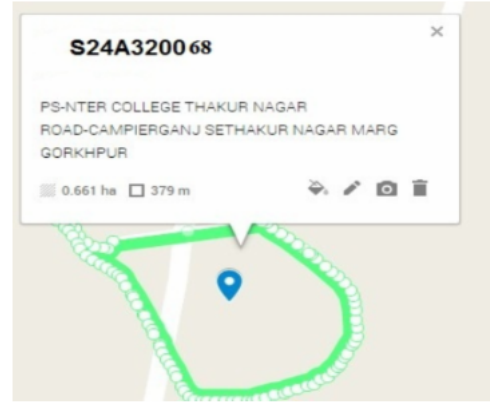 S24A320068
PS-NTER COLLEGE THAKUR NAGAR
ROAD-CAMPIERGANJ SETHAKUR NAGAR MARG
GORKHPUR
0.661 ha 379 m